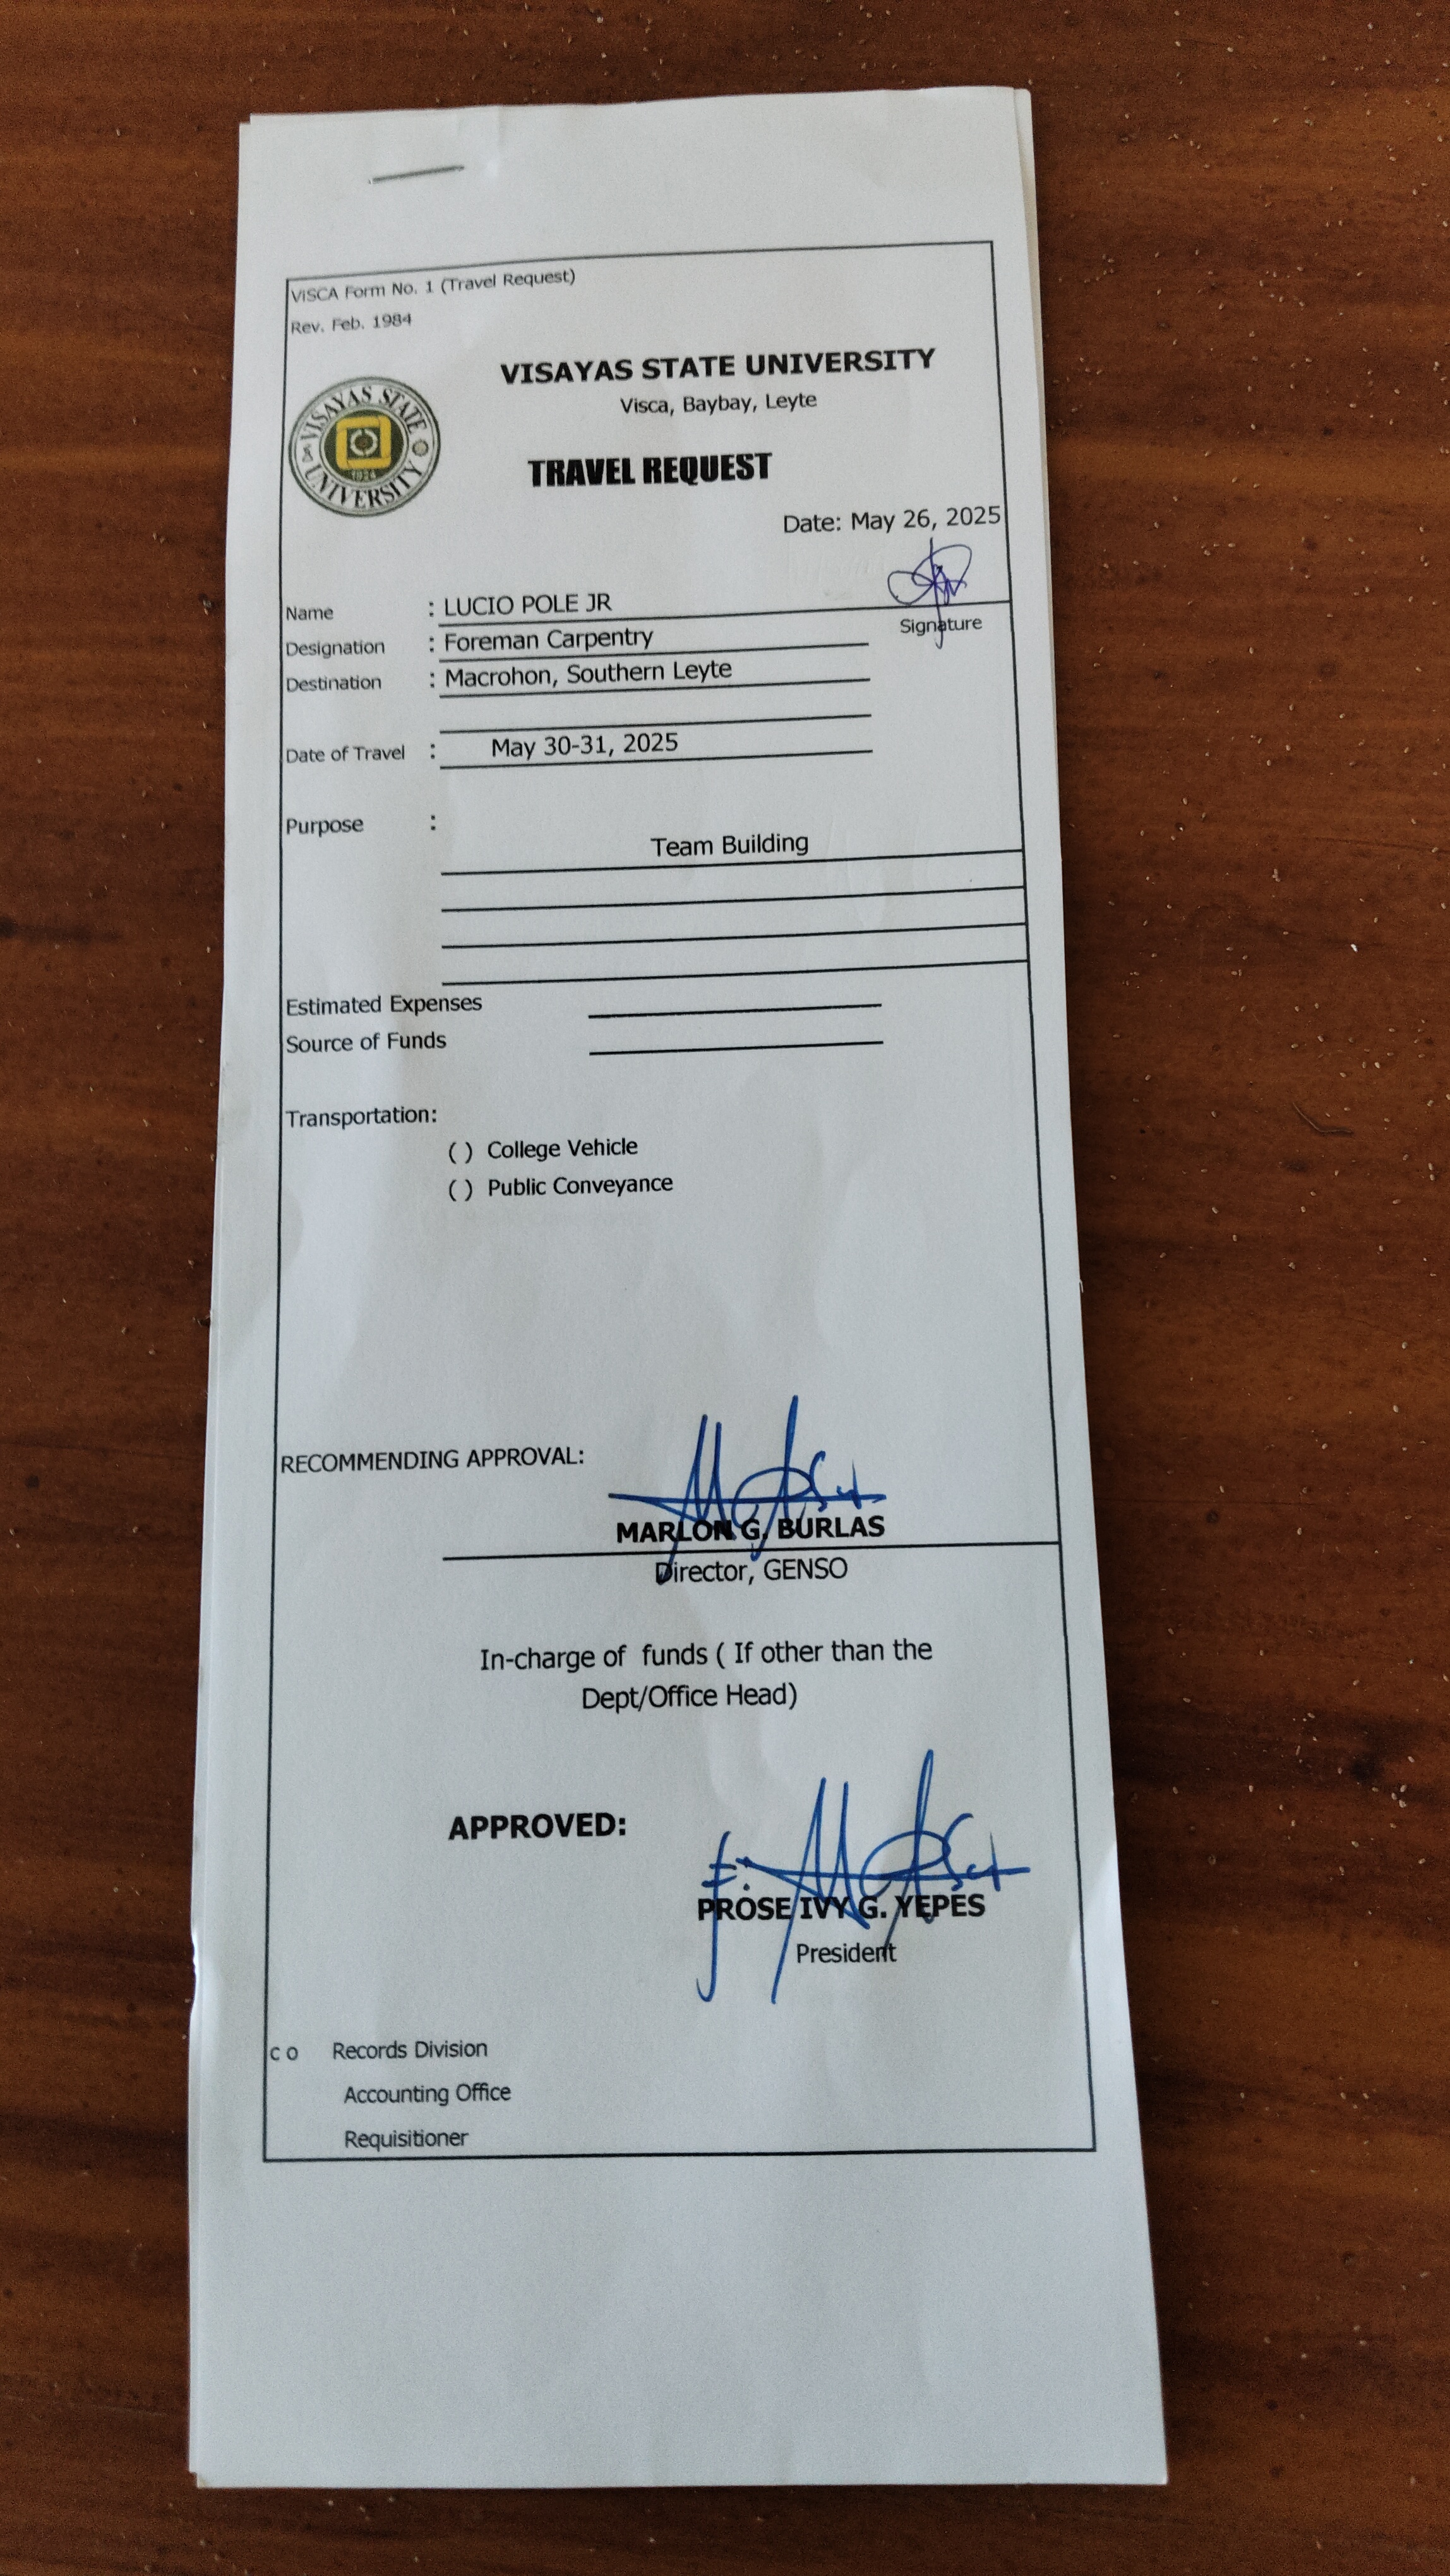 ViSCA Form No. 1 (Travel Request)
Rev. Feb. 1984
VISAYAS STATE UNIVERSITY
Visca, Baybay, Leyte
VISAYAS STATE UNIVERSITY
1924
TRAVEL REQUEST
Date: May 26, 2025
Name : LUCIO POLE JR
Signature
Designation : Foreman Carpentry
Destination : Macrohon, Southern Leyte
Date of Travel : May 30-31, 2025
Purpose :
Team Building
Estimated Expenses
Source of Funds
Transportation:
( ) College Vehicle
( ) Public Conveyance
RECOMMENDING APPROVAL:
MARLON G. BURLAS
Director, GENSO
In-charge of funds ( If other than the
Dept/Office Head)
APPROVED:
PROSE IVY G. YEPES
President
c o Records Division
Accounting Office
Requisitioner